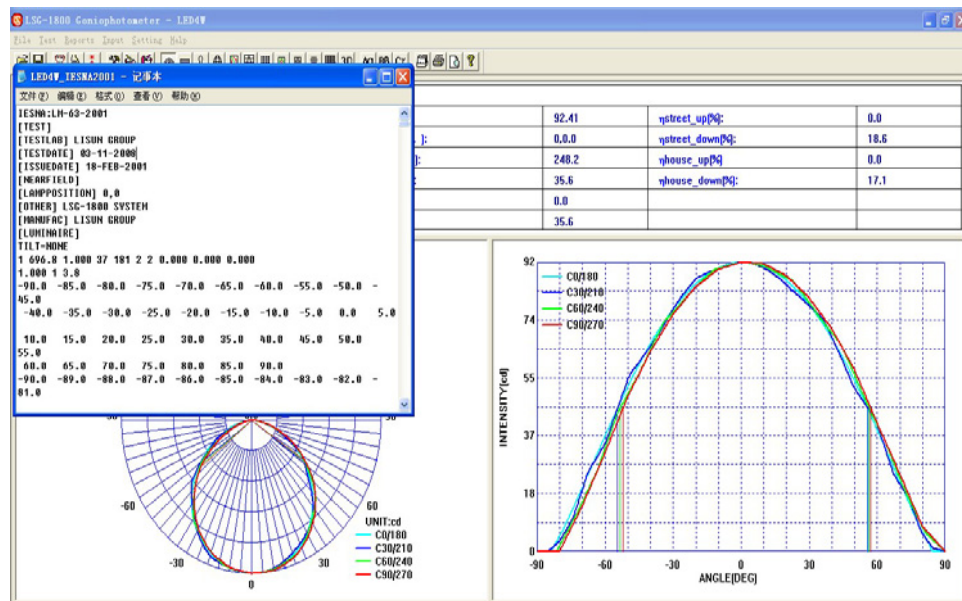 LSG-1800 Goniophotometer - LED4W
File Test Reports Input Setting Help
LED4W_IESNA2001 - 记事本
文件(F) 编辑(E) 格式(O) 查看(V) 帮助(H)
IESNA:LM-63-2001
[TEST]
[TESTLAB] LISUN GROUP
[TESTDATE] 03-11-2008
[ISSUEDATE] 18-FEB-2001
[NEARFIELD]
[LAMPPOSITION] 0,0
[OTHER] LSG-1800 SYSTEM
[MANUFAC] LISUN GROUP
[LUMINAIRE]
TILT=NONE
1 696.8 1.000 37 181 2 2 0.000 0.000 0.000
1.000 1 3.8
-90.0 -85.0 -80.0 -75.0 -70.0 -65.0 -60.0 -55.0 -50.0 -
45.0
-40.0 -35.0 -30.0 -25.0 -20.0 -15.0 -10.0 -5.0 0.0 5.0
10.0 15.0 20.0 25.0 30.0 35.0 40.0 45.0 50.0
55.0
60.0 65.0 70.0 75.0 80.0 85.0 90.0
-90.0 -89.0 -88.0 -87.0 -86.0 -85.0 -84.0 -83.0 -82.0 -
81.0
92.41 ηstreet_up[%]: 0.0
]: 0,0,0 ηstreet_down[%]: 18.6
]: 248.2 ηhouse_up[%] 0.0
35.6 ηhouse_down[%]: 17.1
0.0
35.6
-60 60
-30 0 30
UNIT:cd
C0/180
C30/210
C60/240
C90/270
92
74
55
37
18
0
INTENSITY[cd]
C0/180
C30/210
C60/240
C90/270
-90 -60 -30 0 30 60 90
ANGLE[DEG]